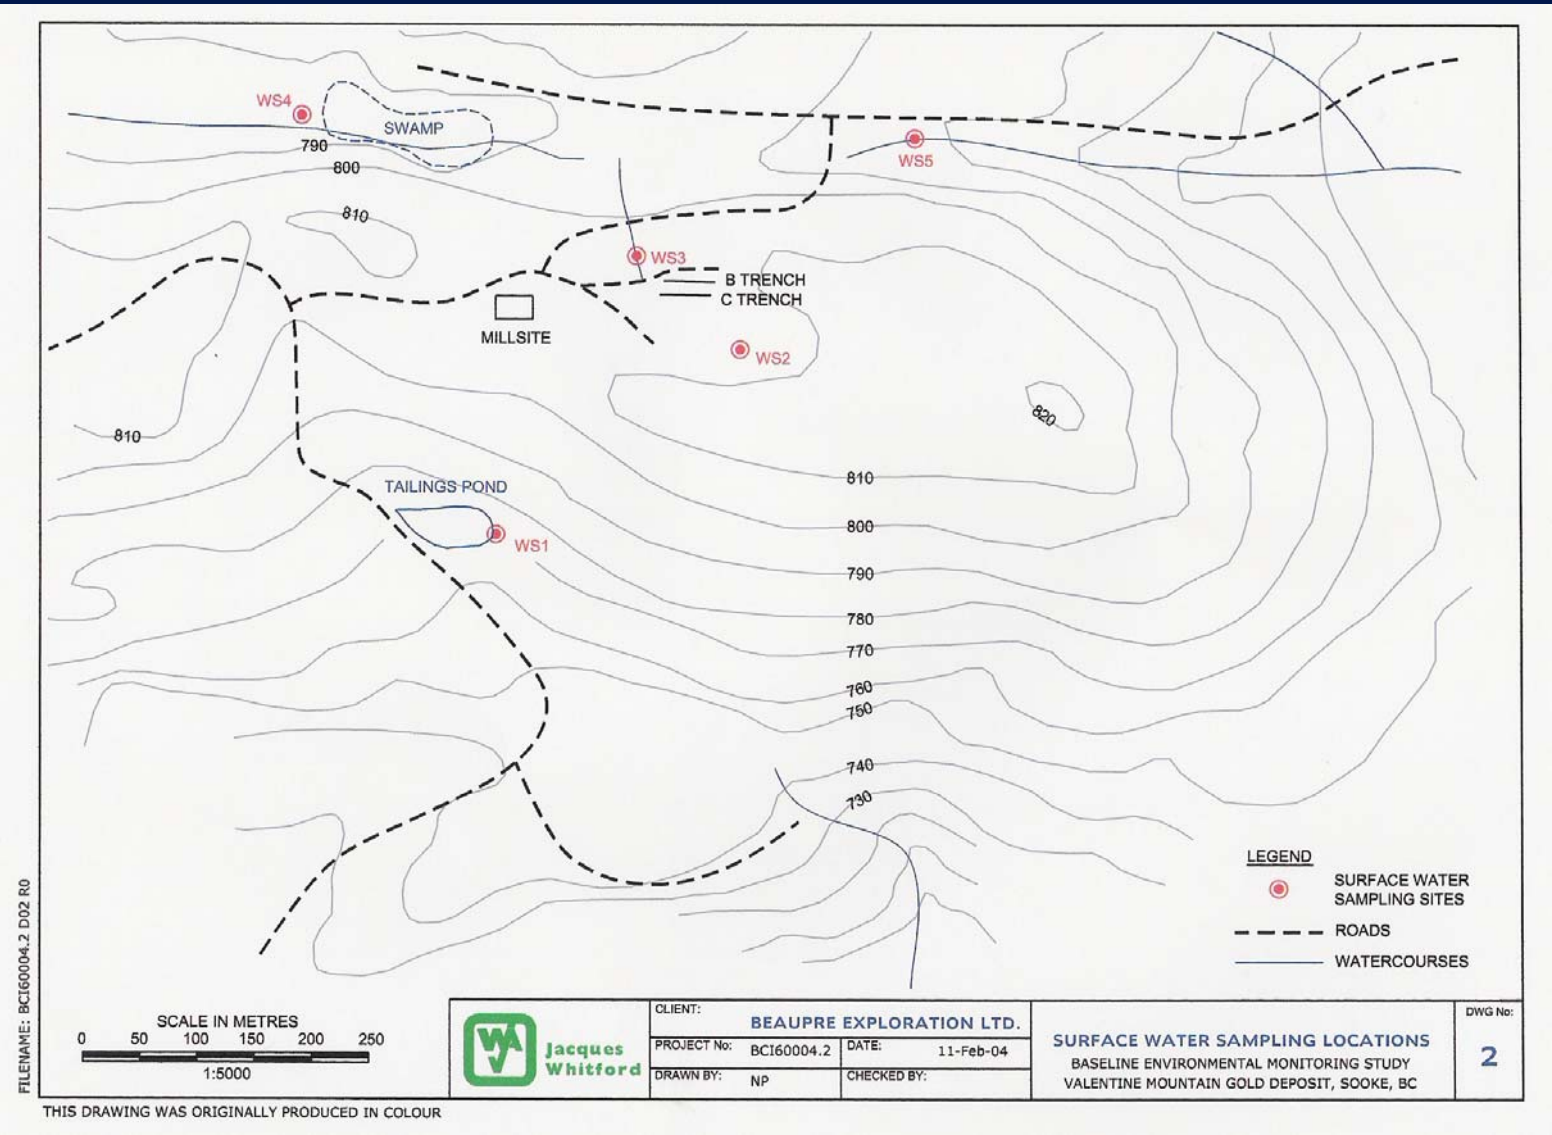 WS4
SWAMP
790
800
WS5
810
WS3
B TRENCH
C TRENCH
MILLSITE
WS2
820
810
810
TAILINGS POND
800
WS1
790
780
770
760
750
740
730
LEGEND
SURFACE WATER
SAMPLING SITES
ROADS
WATERCOURSES
FILENAME: BCI60004.2 D02 R0
SCALE IN METRES
0 50 100 150 200 250
1:5000
WAJ
Jacques
Whitford
CLIENT:
BEAUPRE EXPLORATION LTD.
PROJECT No: BCI60004.2 DATE: 11-Feb-04
DRAWN BY: NP CHECKED BY:
SURFACE WATER SAMPLING LOCATIONS
BASELINE ENVIRONMENTAL MONITORING STUDY
VALENTINE MOUNTAIN GOLD DEPOSIT, SOOKE, BC
DWG No:
2
THIS DRAWING WAS ORIGINALLY PRODUCED IN COLOUR